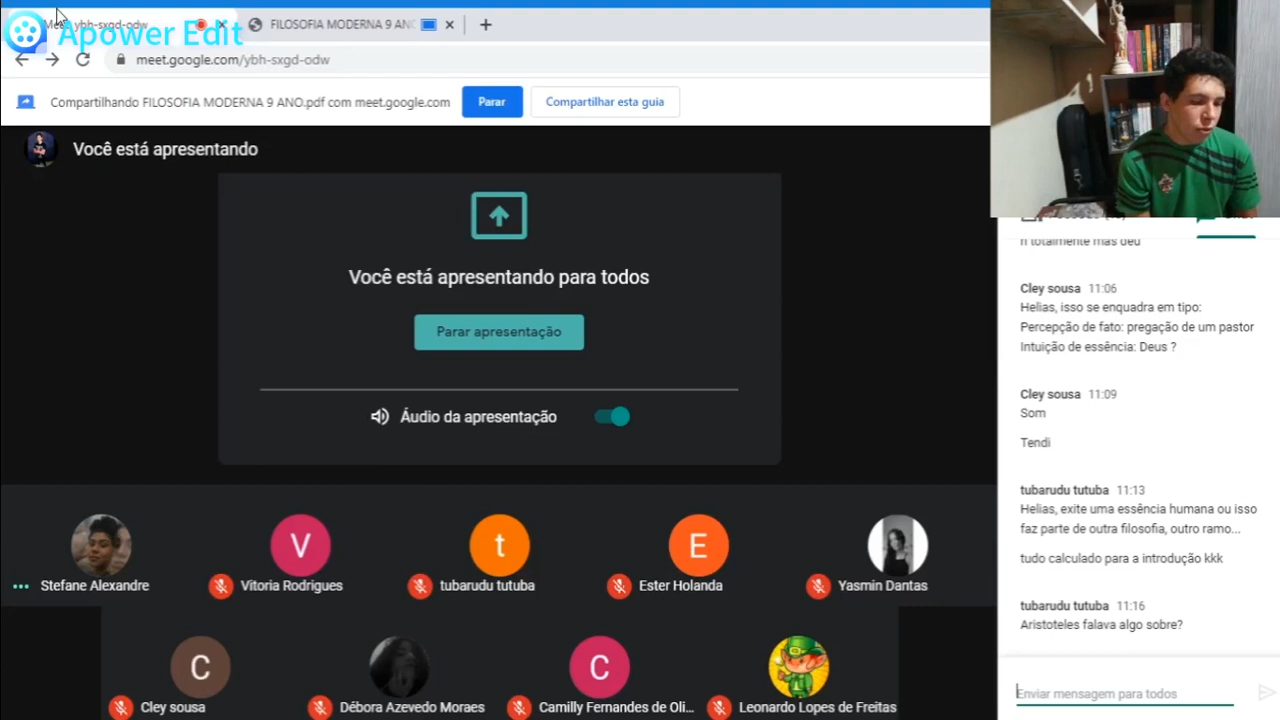 Meet
ybh-sxgd-odw
FILOSOFIA MODERNA 9 ANO
Apower Edit
meet.google.com/ybh-sxgd-odw
Compartilhando FILOSOFIA MODERNA 9 ANO.pdf com meet.google.com
Parar
Compartilhar esta guia
Você está apresentando
Você está apresentando para todos
Parar apresentação
Áudio da apresentação
Stefane Alexandre
V
Vitoria Rodrigues
t
tubarudu tutuba
E
Ester Holanda
Yasmin Dantas
C
Cley sousa
Débora Azevedo Moraes
C
Camilly Fernandes de Oli...
Leonardo Lopes de Freitas
n totalmente mas deu
Cley sousa 11:06
Helias, isso se enquadra em tipo:
Percepção de fato: pregação de um pastor
Intuição de essência: Deus ?
Cley sousa 11:09
Som
Tendi
tubarudu tutuba 11:13
Helias, exite uma essência humana ou isso
faz parte de outra filosofia, outro ramo...
tudo calculado para a introdução kkk
tubarudu tutuba 11:16
Aristoteles falava algo sobre?
Enviar mensagem para todos